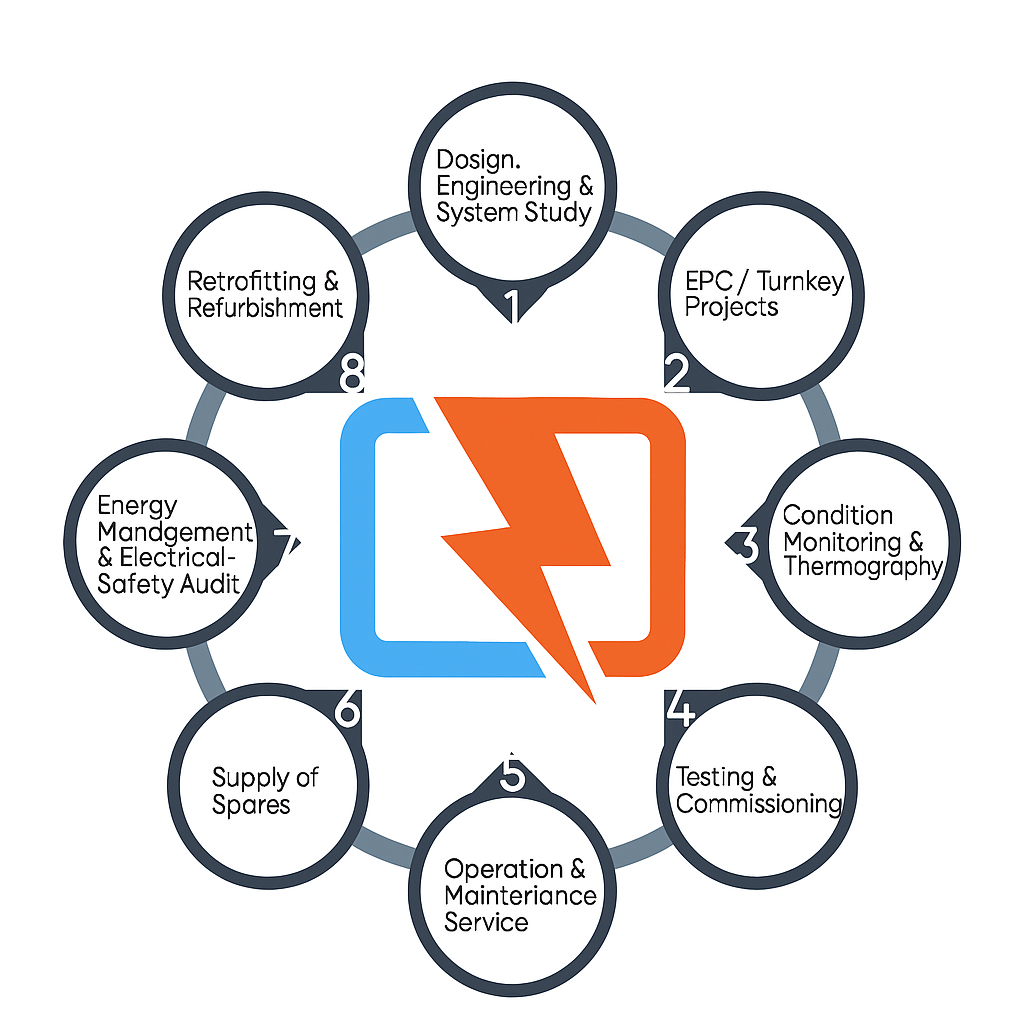 Dosign.
Engineering &
System Study
1
EPC / Turnkey
Projects
2
Condition
Monitoring &
Thermography
3
Testing &
Commissioning
4
Operation &
Mainteriance
Service
5
Supply of
Spares
6
Energy
Mandgement
& Electrical-
Safety Audit
7
Retrofitting &
Refurbishment
8